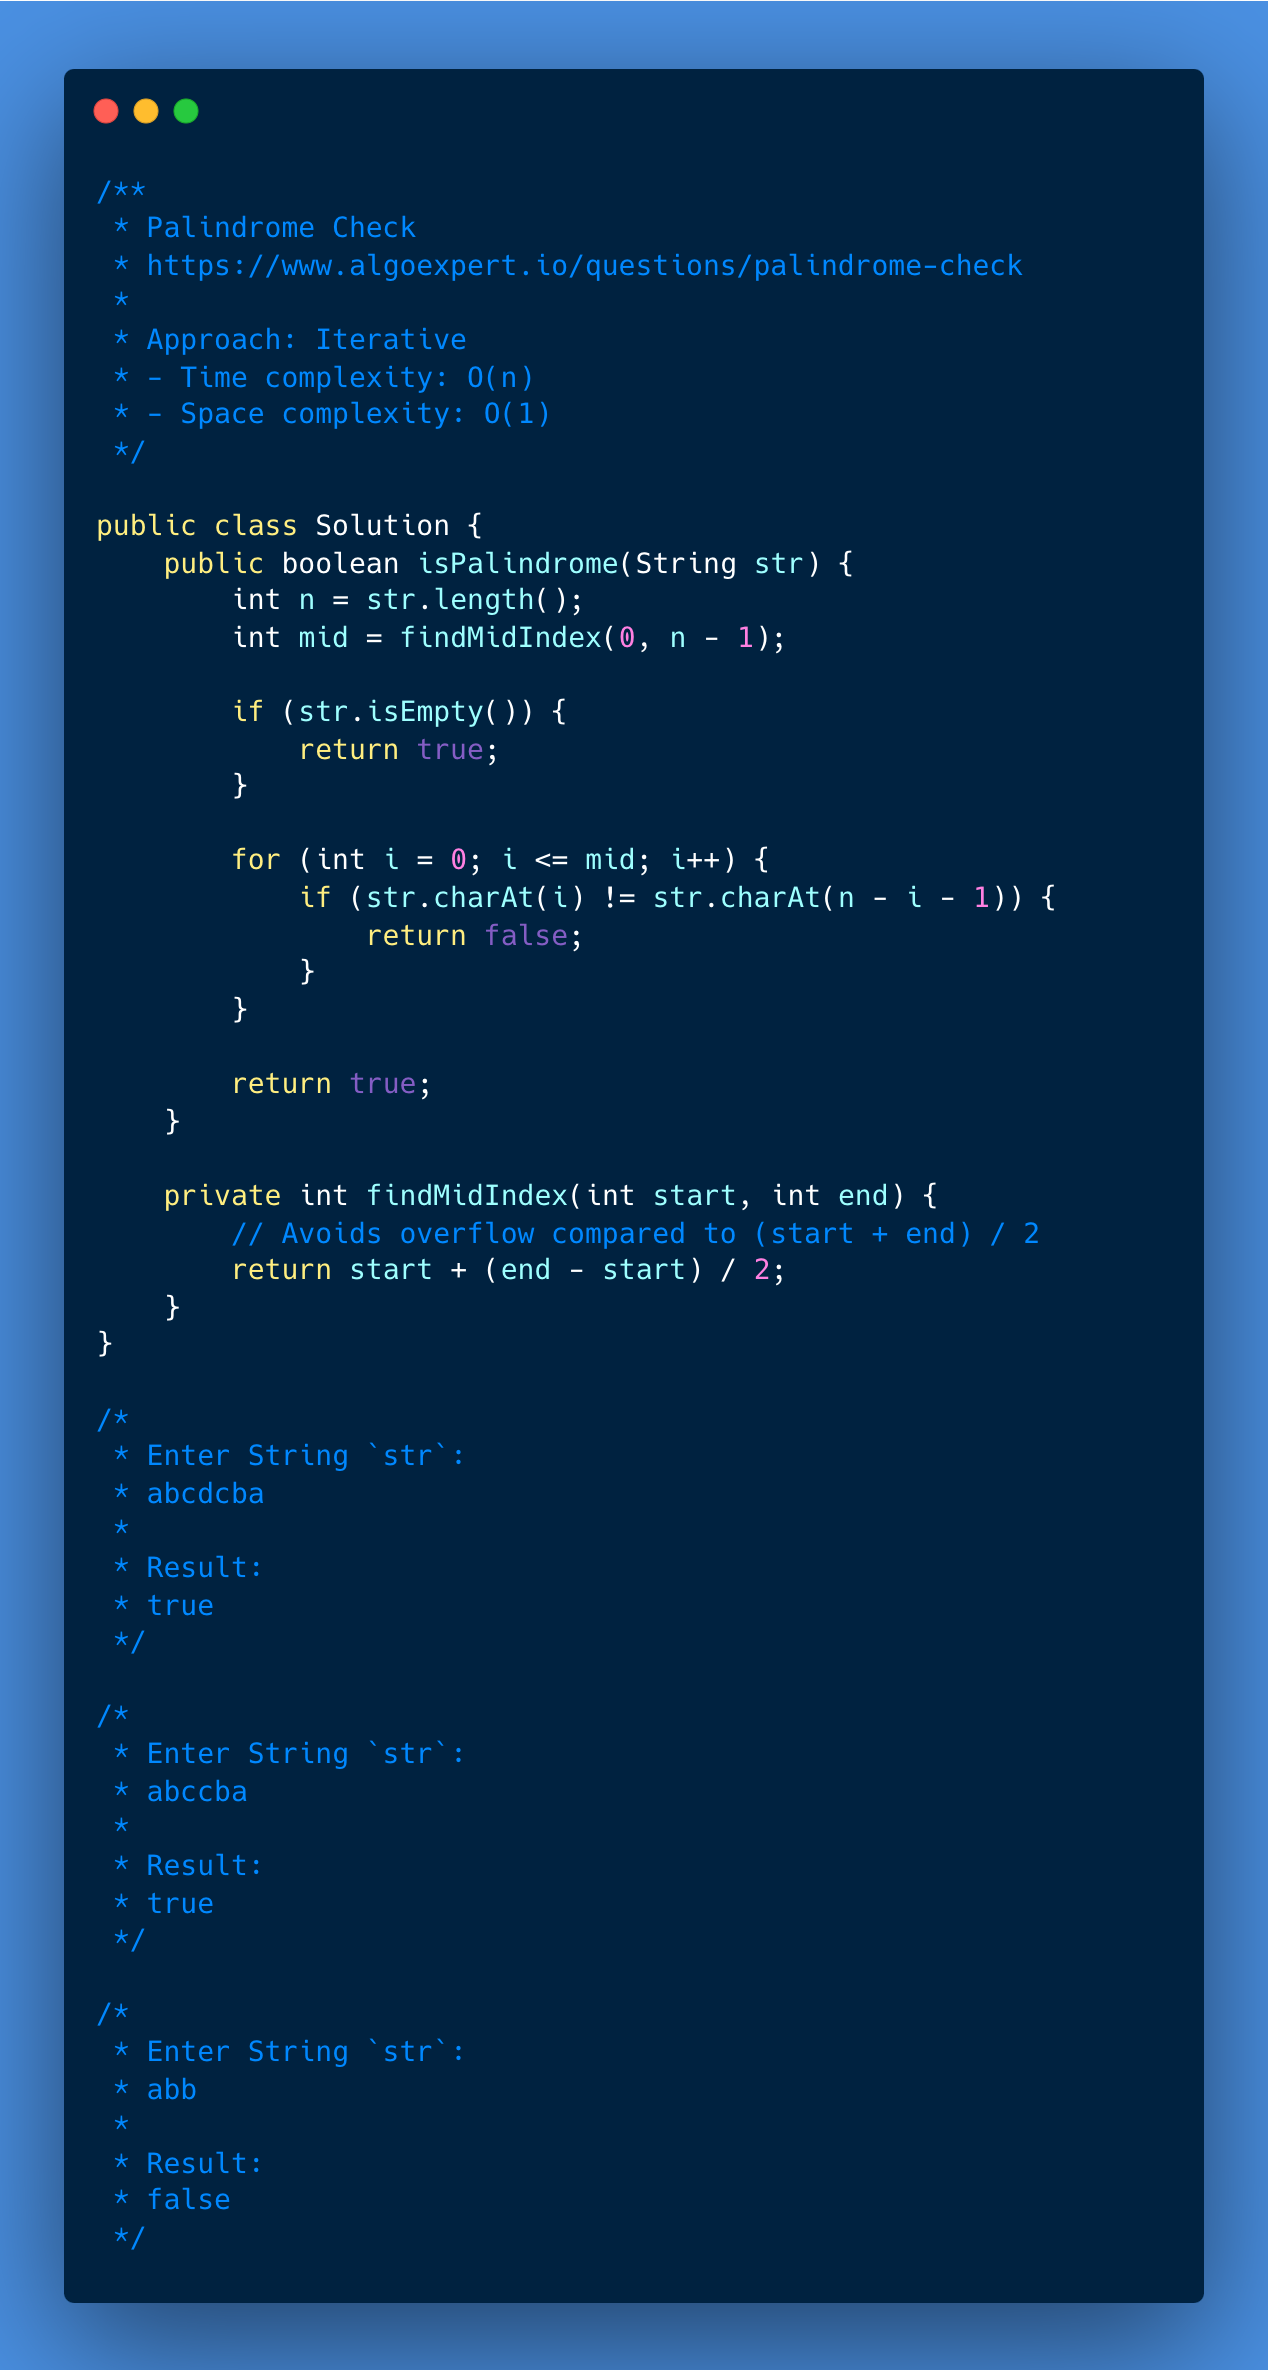 /**
 * Palindrome Check
 * https://www.algoexpert.io/questions/palindrome-check
 *
 * Approach: Iterative
 * - Time complexity: O(n)
 * - Space complexity: O(1)
 */

public class Solution {
    public boolean isPalindrome(String str) {
        int n = str.length();
        int mid = findMidIndex(0, n - 1);

        if (str.isEmpty()) {
            return true;
        }

        for (int i = 0; i <= mid; i++) {
            if (str.charAt(i) != str.charAt(n - i - 1)) {
                return false;
            }
        }

        return true;
    }

    private int findMidIndex(int start, int end) {
        // Avoids overflow compared to (start + end) / 2
        return start + (end - start) / 2;
    }
}

/*
 * Enter String `str`:
 * abcdcba
 *
 * Result:
 * true
 */

/*
 * Enter String `str`:
 * abccba
 *
 * Result:
 * true
 */

/*
 * Enter String `str`:
 * abb
 *
 * Result:
 * false
 */